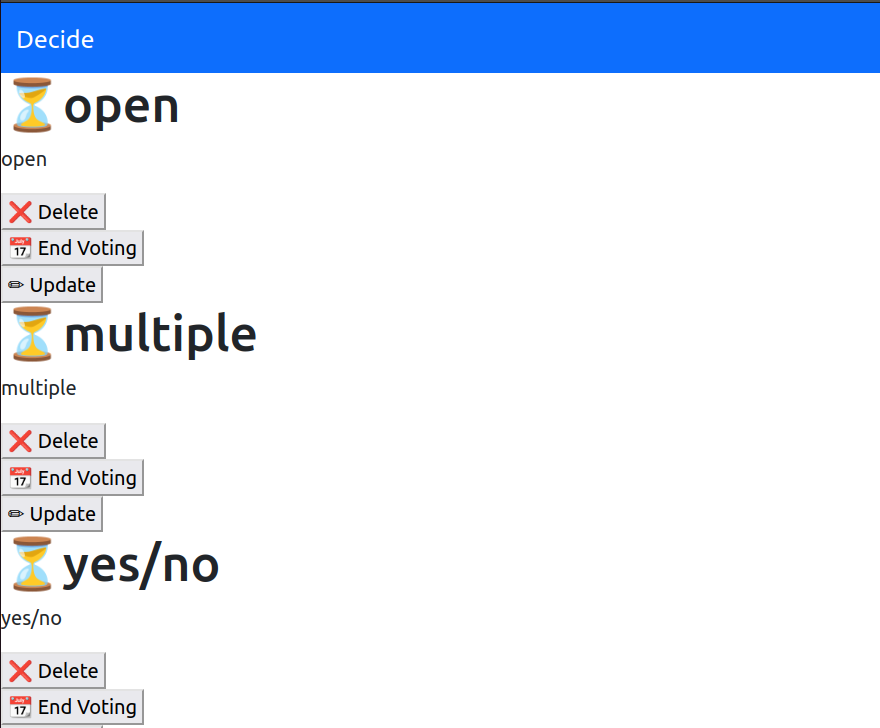 Decide
⏳open
open
❌ Delete
📆 End Voting
✏ Update
⏳multiple
multiple
❌ Delete
📆 End Voting
✏ Update
⏳yes/no
yes/no
❌ Delete
📆 End Voting